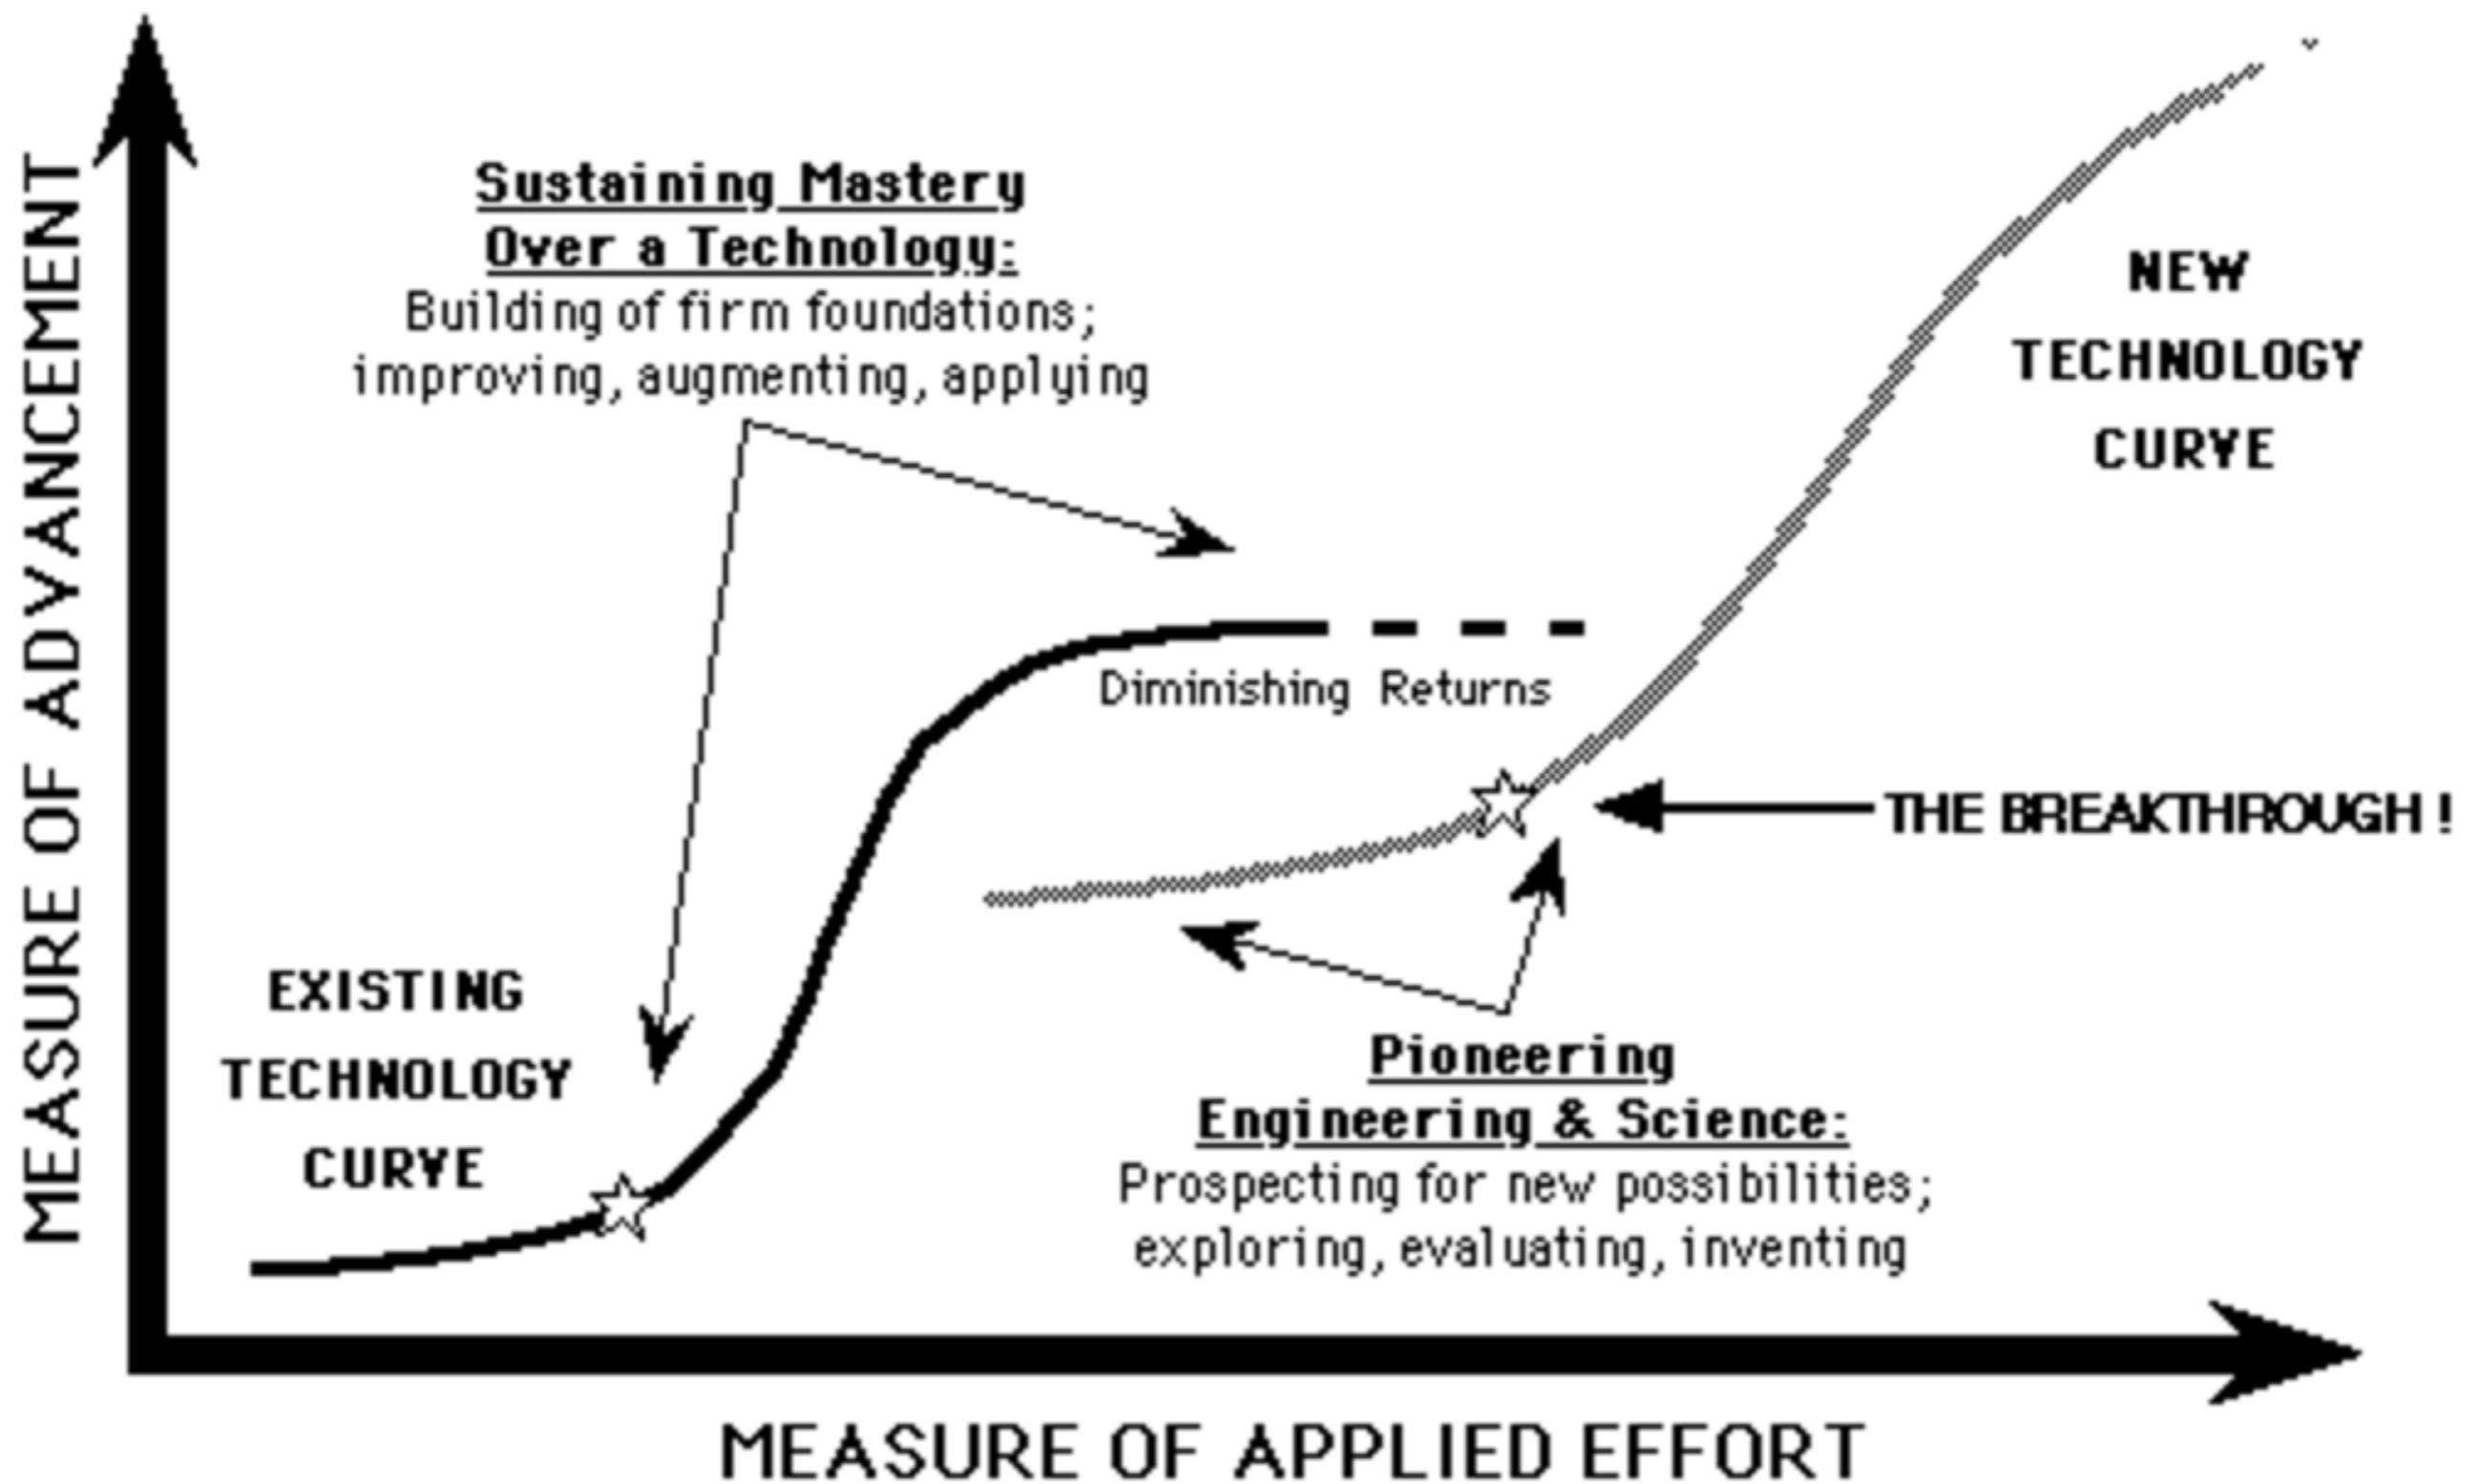 MEASURE OF ADVANCEMENT
Sustaining Mastery
Over a Technology:
Building of firm foundations;
improving, augmenting, applying
NEW
TECHNOLOGY
CURVE
Diminishing Returns
THE BREAKTHROUGH!
EXISTING
TECHNOLOGY
CURVE
Pioneering
Engineering & Science:
Prospecting for new possibilities;
exploring, evaluating, inventing
MEASURE OF APPLIED EFFORT